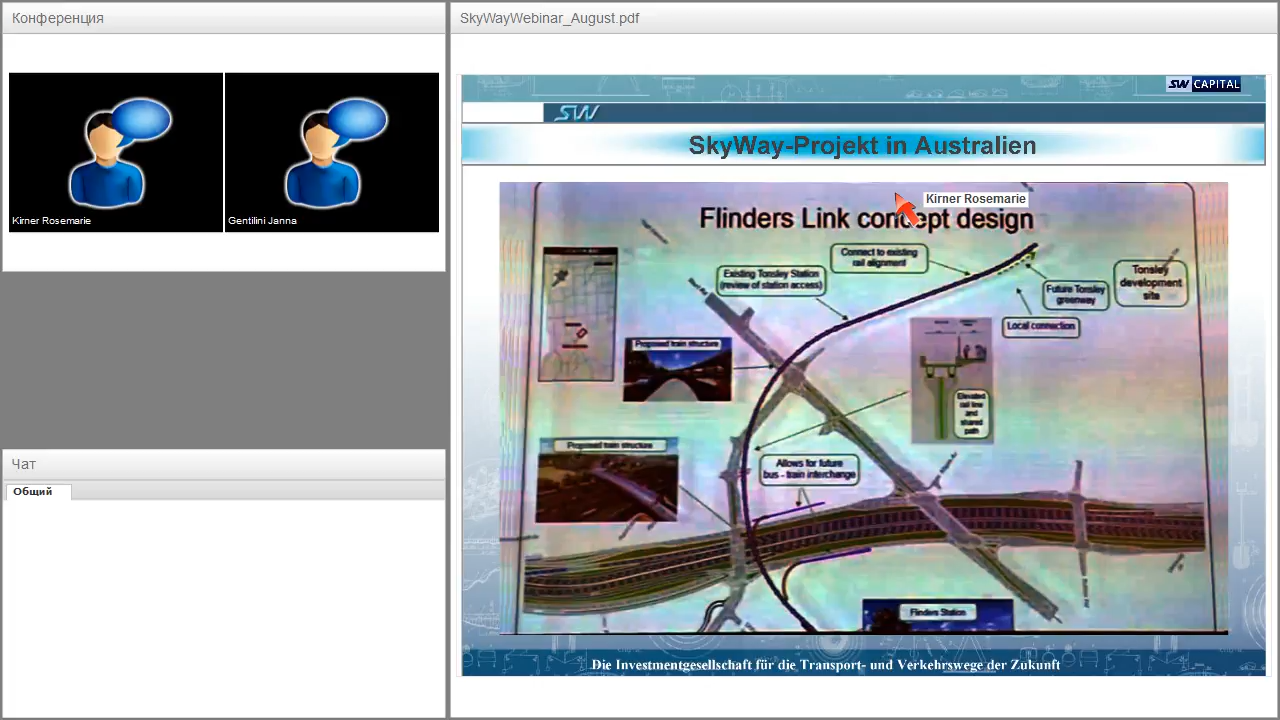 Конференция
Kirner Rosemarie
Gentilini Janna
Чат
Общий
SkyWayWebinar_August.pdf
SW CAPITAL
SW
SkyWay-Projekt in Australien
Kirner Rosemarie
Flinders Link concept design
Connect to existing
rail alignment
Existing Tonsley Station
(review of station access)
Tonsley
development
site
Future Tonsley
greenway
Local connection
Proposed train structure
Elevated
rail line
and
shared
path
Proposed train structure
Allows for future
bus - train interchange
Flinders Station
Die Investmentgesellschaft für die Transport- und Verkehrswege der Zukunft